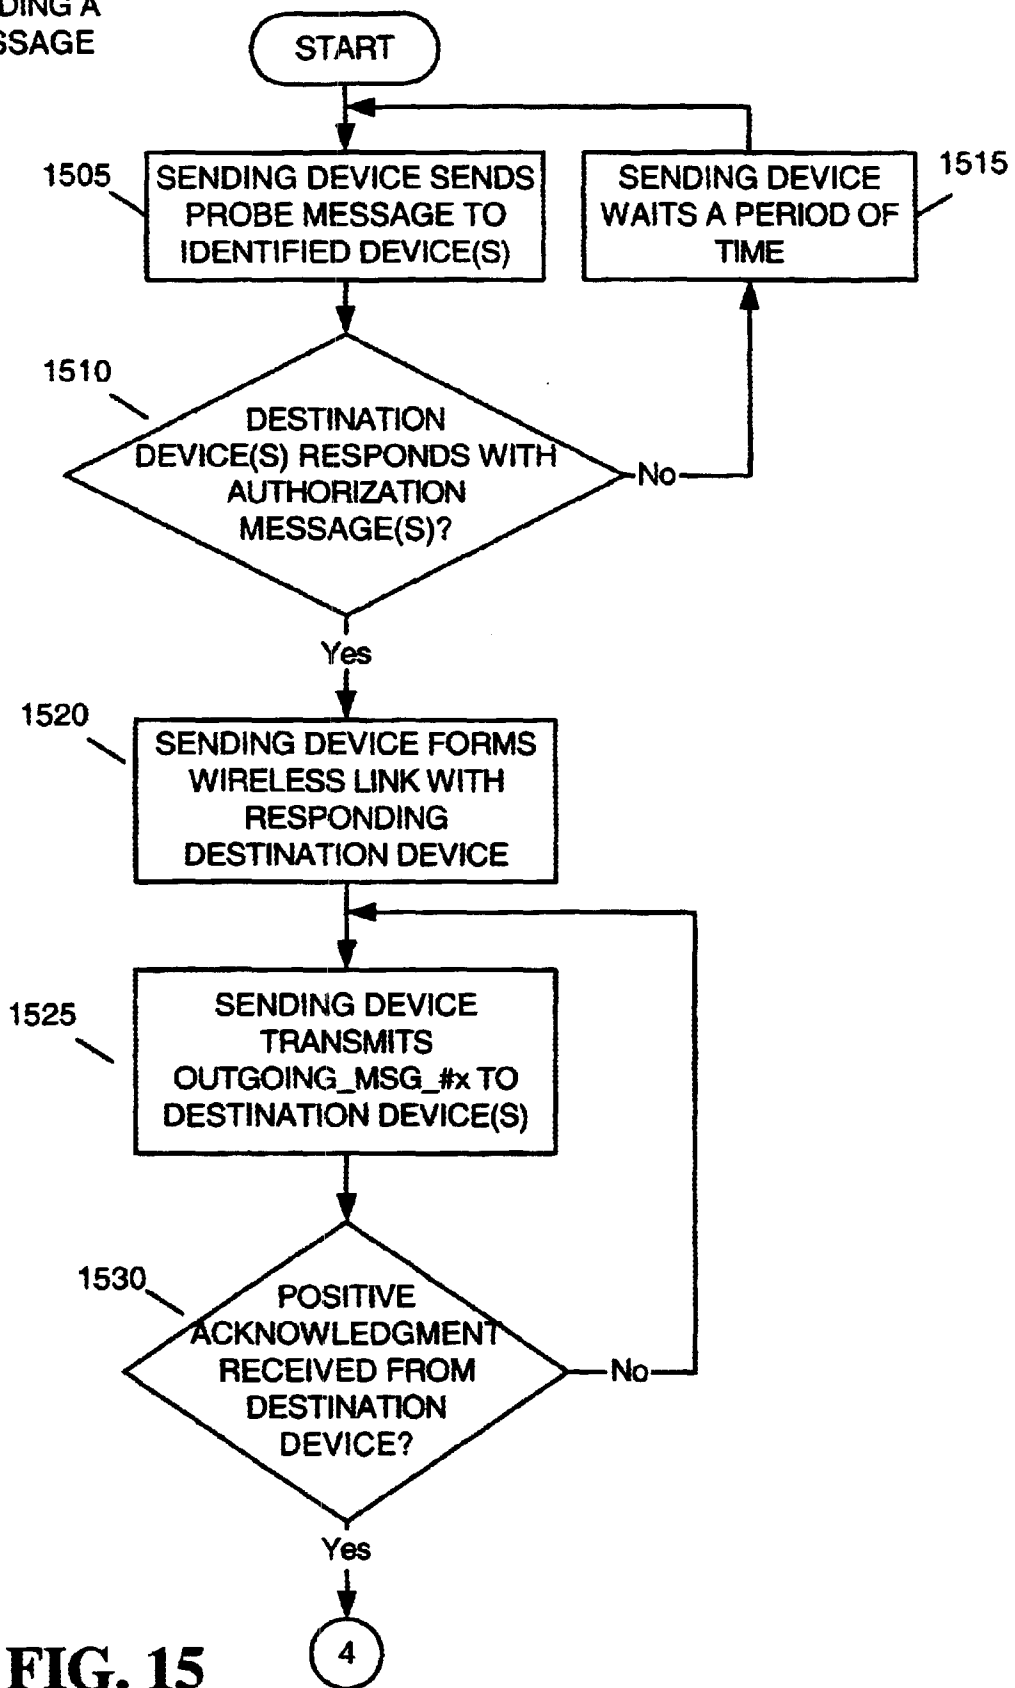 A
START
1505
SENDING DEVICE SENDS
PROBE MESSAGE TO
IDENTIFIED DEVICE(S)
1515
SENDING DEVICE
WAITS A PERIOD OF
TIME
1510
DESTINATION
DEVICE(S) RESPONDS WITH
AUTHORIZATION
MESSAGE(S)?
No
Yes
1520
SENDING DEVICE FORMS
WIRELESS LINK WITH
RESPONDING
DESTINATION DEVICE
1525
SENDING DEVICE
TRANSMITS
OUTGOING_MSG_#x TO
DESTINATION DEVICE(S)
1530
POSITIVE
ACKNOWLEDGMENT
RECEIVED FROM
DESTINATION
DEVICE?
No
Yes
4
FIG. 15